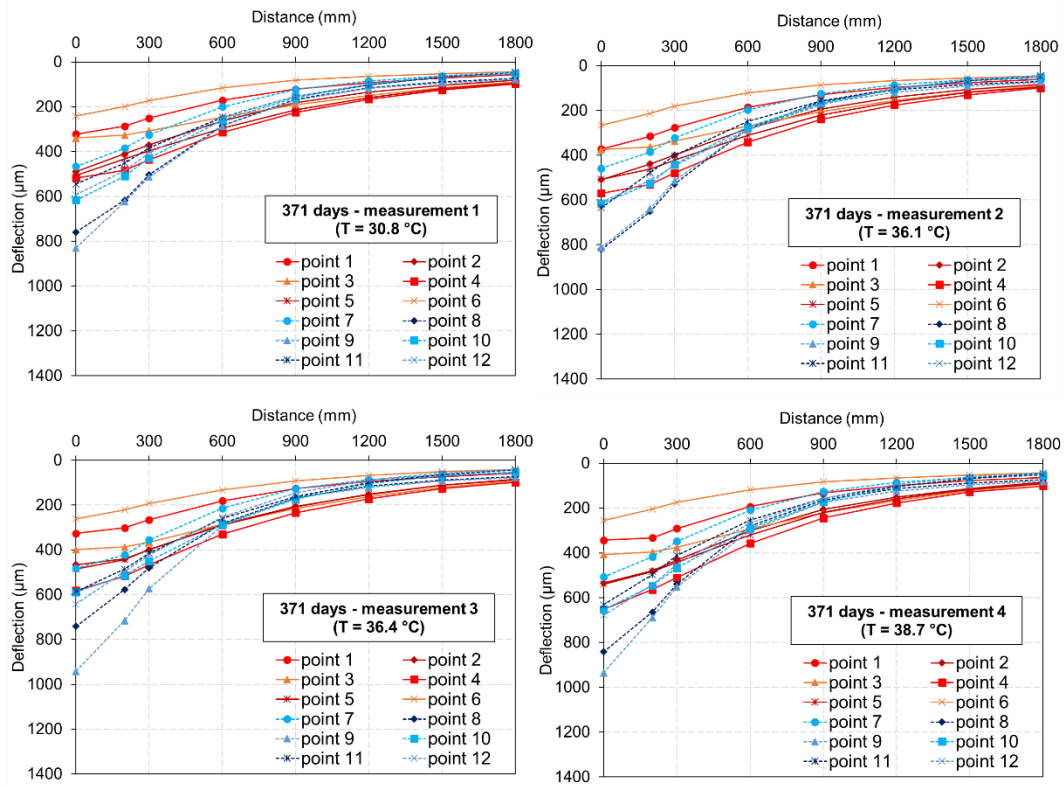 Distance (mm)
0 300 600 900 1200 1500 1800
0
200
400
600
800
1000
1200
1400
Deflection (µm)
371 days - measurement 1
(T = 30.8 °C)
point 1 point 2
point 3 point 4
point 5 point 6
point 7 point 8
point 9 point 10
point 11 point 12
Distance (mm)
0 300 600 900 1200 1500 1800
0
200
400
600
800
1000
1200
1400
Deflection (µm)
371 days - measurement 2
(T = 36.1 °C)
point 1 point 2
point 3 point 4
point 5 point 6
point 7 point 8
point 9 point 10
point 11 point 12
Distance (mm)
0 300 600 900 1200 1500 1800
0
200
400
600
800
1000
1200
1400
Deflection (µm)
371 days - measurement 3
(T = 36.4 °C)
point 1 point 2
point 3 point 4
point 5 point 6
point 7 point 8
point 9 point 10
point 11 point 12
Distance (mm)
0 300 600 900 1200 1500 1800
0
200
400
600
800
1000
1200
1400
Deflection (µm)
371 days - measurement 4
(T = 38.7 °C)
point 1 point 2
point 3 point 4
point 5 point 6
point 7 point 8
point 9 point 10
point 11 point 12